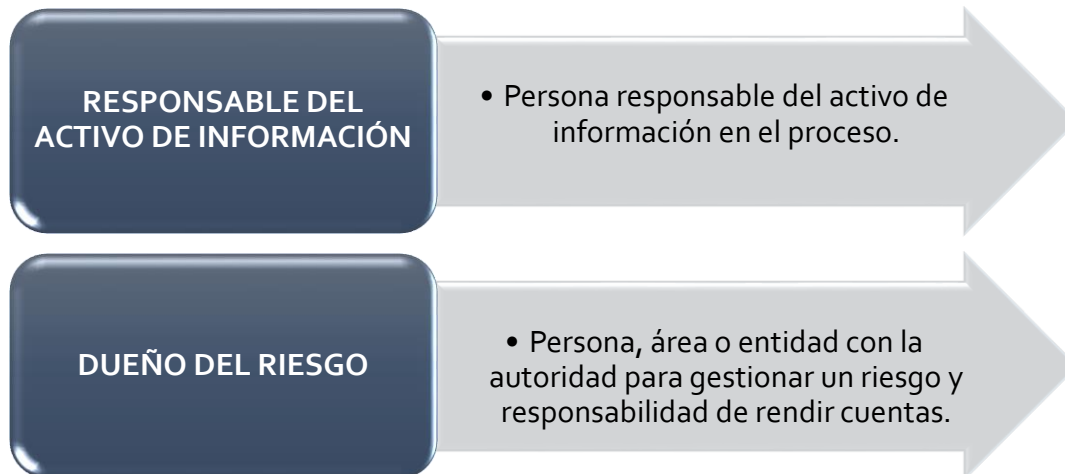 RESPONSABLE DEL
ACTIVO DE INFORMACIÓN
• Persona responsable del activo de
información en el proceso.
DUEÑO DEL RIESGO
• Persona, área o entidad con la
autoridad para gestionar un riesgo y
responsabilidad de rendir cuentas.